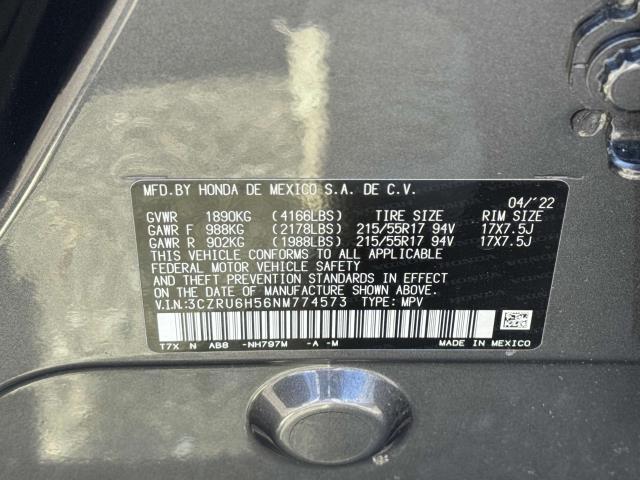 MFD.BY HONDA DE MEXICO S.A. DE C.V.
04/'22
GVWR 1890KG (4166LBS) TIRE SIZE RIM SIZE
GAWR F 988KG (2178LBS) 215/55R17 94V 17X7.5J
GAWR R 902KG (1988LBS) 215/55R17 94V 17X7.5J
THIS VEHICLE CONFORMS TO ALL APPLICABLE
FEDERAL MOTOR VEHICLE SAFETY
AND THEFT PREVENTION STANDARDS IN EFFECT
ON THE DATE OF MANUFACTURE SHOWN ABOVE.
V.I.N:3CZRU6H56NM774573 TYPE: MPV
T7X N AB8 -NH797M -A -M MADE IN MEXICO